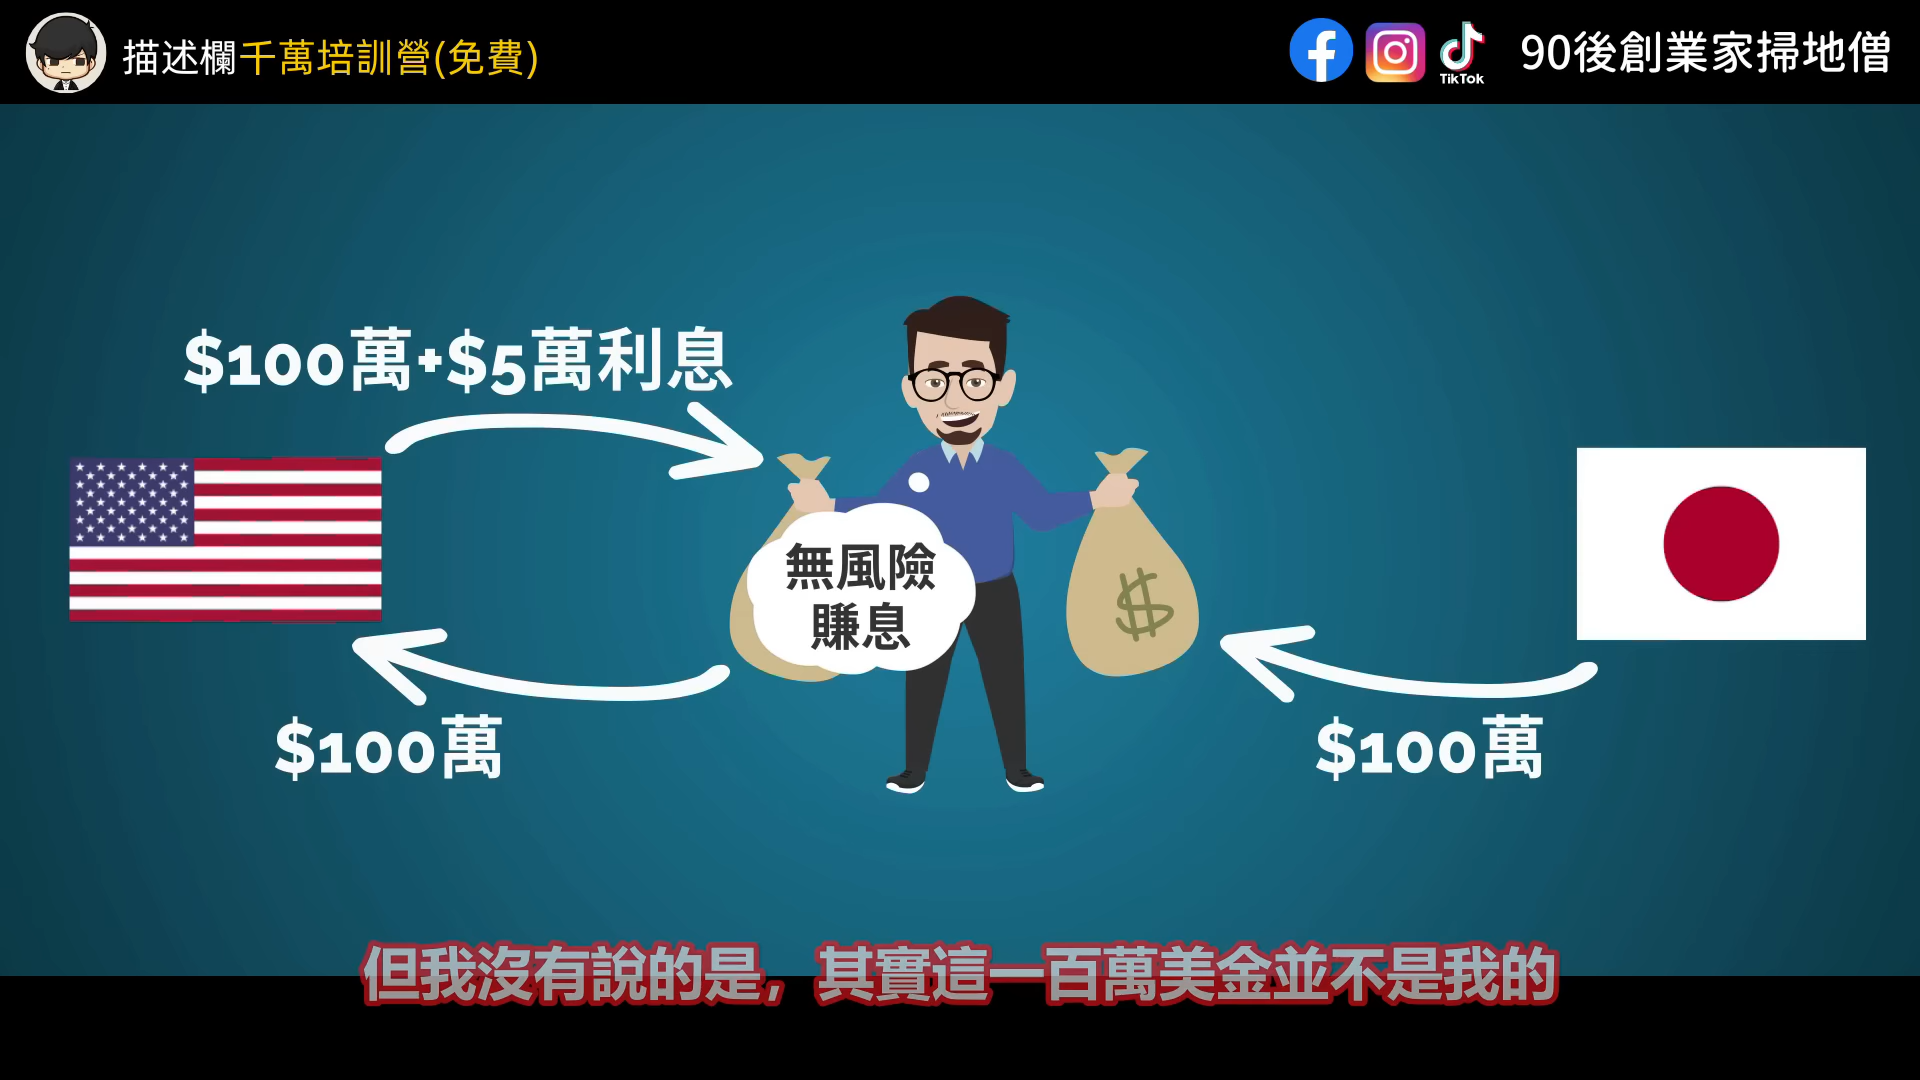 描述欄千萬培訓營(免費)
TikTok
90後創業家掃地僧
$100萬+$5萬利息
無風險
賺息
$
$100萬
$100萬
但我沒有說的是，其實這一百萬美金並不是我的